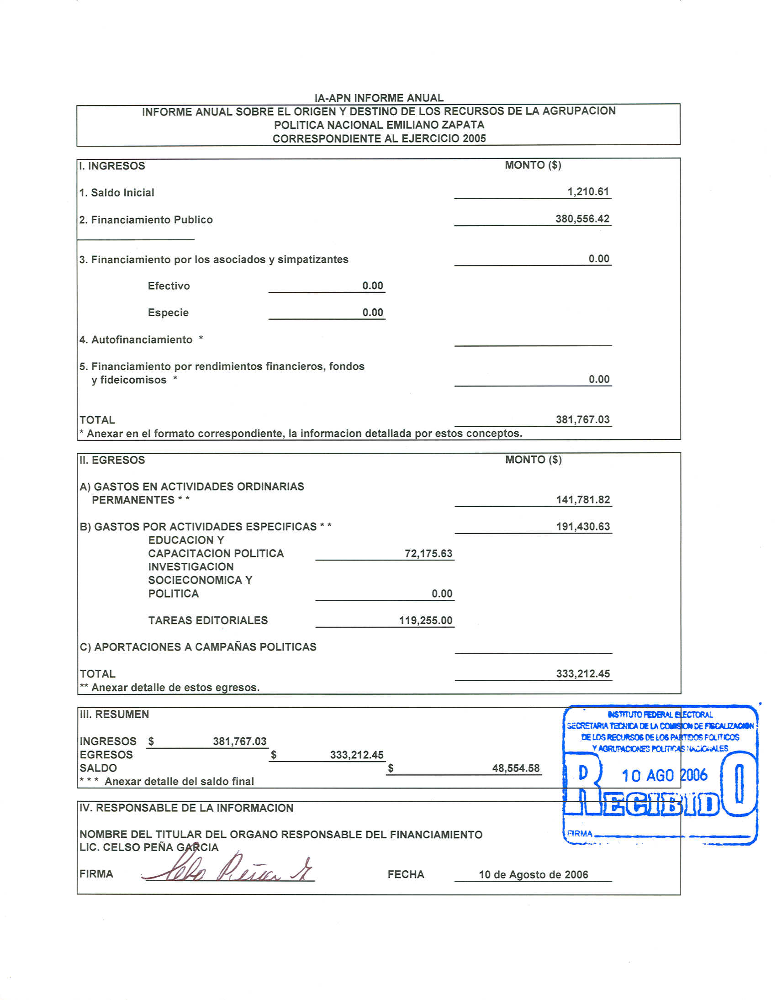 IA-APN INFORME ANUAL
INFORME ANUAL SOBRE EL ORIGEN Y DESTINO DE LOS RECURSOS DE LA AGRUPACION
POLITICA NACIONAL EMILIANO ZAPATA
CORRESPONDIENTE AL EJERCICIO 2005
I. INGRESOS MONTO ($)
1. Saldo Inicial 1,210.61
2. Financiamiento Publico 380,556.42
3. Financiamiento por los asociados y simpatizantes 0.00
Efectivo 0.00
Especie 0.00
4. Autofinanciamiento *
5. Financiamiento por rendimientos financieros, fondos
y fideicomisos * 0.00
TOTAL 381,767.03
* Anexar en el formato correspondiente, la informacion detallada por estos conceptos.
II. EGRESOS MONTO ($)
A) GASTOS EN ACTIVIDADES ORDINARIAS
PERMANENTES * * 141,781.82
B) GASTOS POR ACTIVIDADES ESPECIFICAS * * 191,430.63
EDUCACION Y
CAPACITACION POLITICA 72,175.63
INVESTIGACION
SOCIECONOMICA Y
POLITICA 0.00
TAREAS EDITORIALES 119,255.00
C) APORTACIONES A CAMPAÑAS POLITICAS
TOTAL 333,212.45
** Anexar detalle de estos egresos.
III. RESUMEN
INGRESOS $ 381,767.03
EGRESOS $ 333,212.45
SALDO $ 48,554.58
* * * Anexar detalle del saldo final
INSTITUTO FEDERAL ELECTORAL
SECRETARIA TECNICA DE LA COMISION DE FISCALIZACION
DE LOS RECURSOS DE LOS PARTIDOS POLITICOS
Y AGRUPACIONES POLITICAS NACIONALES
10 AGO 2006
RECIBIDO
FIRMA
IV. RESPONSABLE DE LA INFORMACION
NOMBRE DEL TITULAR DEL ORGANO RESPONSABLE DEL FINANCIAMIENTO
LIC. CELSO PEÑA GARCIA
FIRMA Celso Peña G FECHA 10 de Agosto de 2006